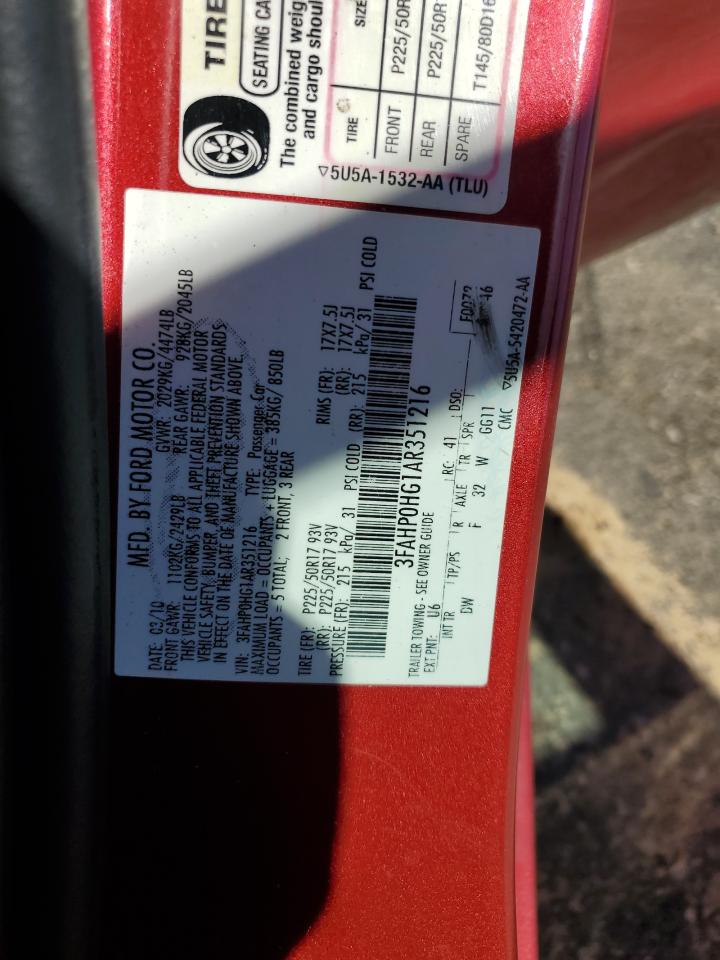 TIRE
SEATING CA
The combined weig
and cargo shoul
TIRE SIZE
FRONT P225/50R
REAR P225/50R
SPARE T145/80D16
5U5A-1532-AA (TLU)
MFD. BY FORD MOTOR CO.
DATE: 03/10 GVWR: 2029KG/4474LB
FRONT GAWR: 1102KG/2429LB REAR GAWR: 928KG/2045LB
THIS VEHICLE CONFORMS TO ALL APPLICABLE FEDERAL MOTOR
VEHICLE SAFETY, BUMPER, AND THEFT PREVENTION STANDARDS
IN EFFECT ON THE DATE OF MANUFACTURE SHOWN ABOVE.
VIN: 3FAHP0HG1AR351216 TYPE: Passenger Car
MAXIMUM LOAD = OCCUPANTS + LUGGAGE = 385KG/850LB
OCCUPANTS = 5 TOTAL; 2 FRONT, 3 REAR
TIRE (FR): P225/50R17 93V RIMS (FR): 17X7.5J
(RR): P225/50R17 93V (RR): 17X7.5J
PRESSURE (FR): 215 kPa/ 31 PSI COLD (RR): 215 kPa/ 31 PSI COLD
3FAHP0HG1AR351216
TRAILER TOWING - SEE OWNER GUIDE
EXT PNT: U6 RC: 41 DSO:
INT TR TP/PS R AXLE TR SPR
DW F 32 W GG11
CMC 5U5A-5420472-AA